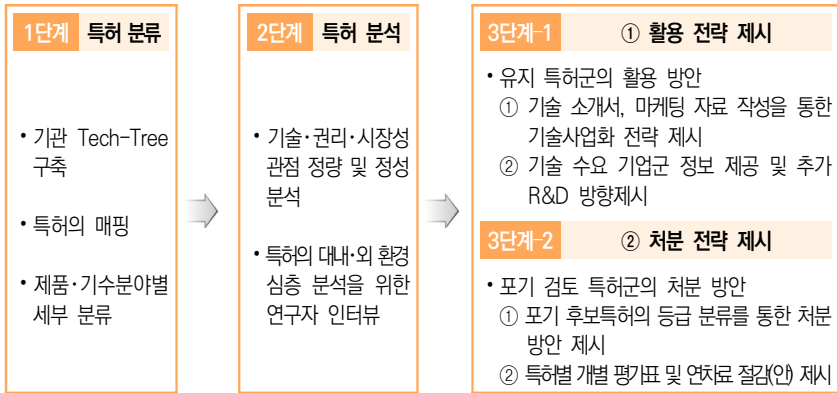 1단계 특허 분류
• 기관 Tech-Tree
구축
• 특허의 매핑
• 제품·기수분야별
세부 분류
2단계 특허 분석
• 기술·권리·시장성
관점 정량 및 정성
분석
• 특허의 대내·외 환경
심층 분석을 위한
연구자 인터뷰
3단계-1 ① 활용 전략 제시
• 유지 특허군의 활용 방안
① 기술 소개서, 마케팅 자료 작성을 통한
기술사업화 전략 제시
② 기술 수요 기업군 정보 제공 및 추가
R&D 방향제시
3단계-2 ② 처분 전략 제시
• 포기 검토 특허군의 처분 방안
① 포기 후보특허의 등급 분류를 통한 처분
방안 제시
② 특허별 개별 평가표 및 연차료 절감(안) 제시